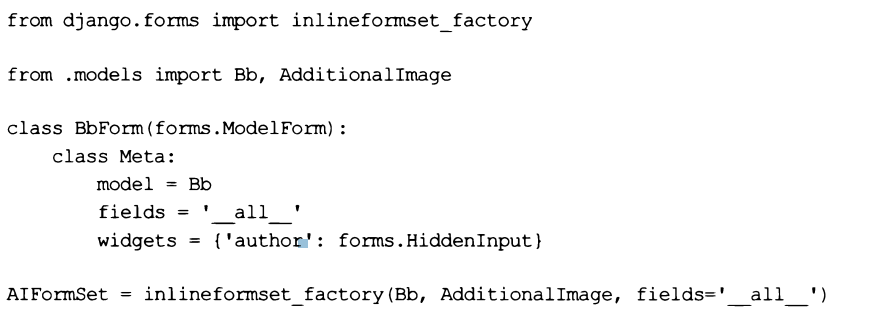 from django.forms import inlineformset_factory
from .models import Bb, AdditionalImage
class BbForm(forms.ModelForm):
    class Meta:
        model = Bb
        fields = '__all__'
        widgets = {'author': forms.HiddenInput}
AIFormSet = inlineformset_factory(Bb, AdditionalImage, fields='__all__')